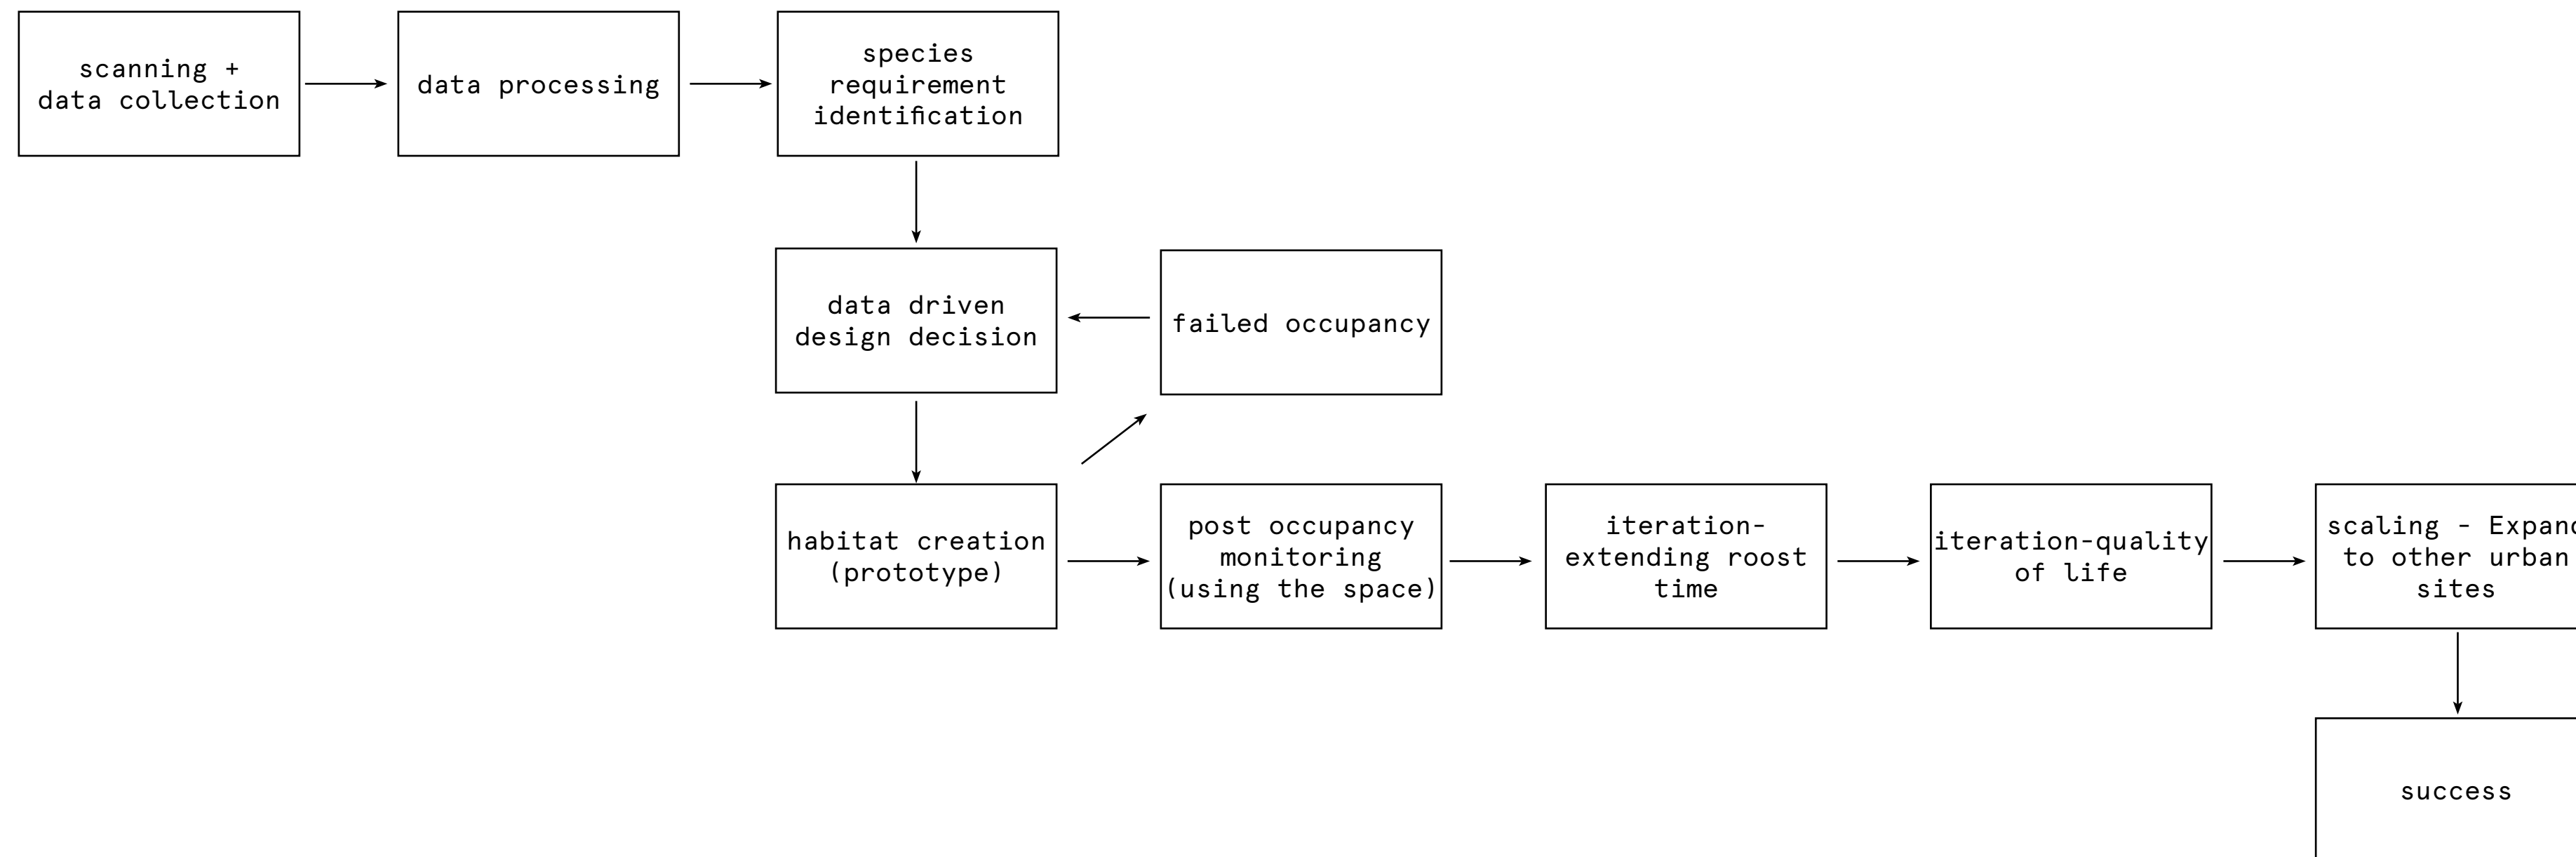 scanning +
data collection
data processing
species
requirement
identification
data driven
design decision
failed occupancy
habitat creation
(prototype)
post occupancy
monitoring
(using the space)
iteration-
extending roost
time
iteration-quality
of life
scaling - Expand
to other urban
sites
success